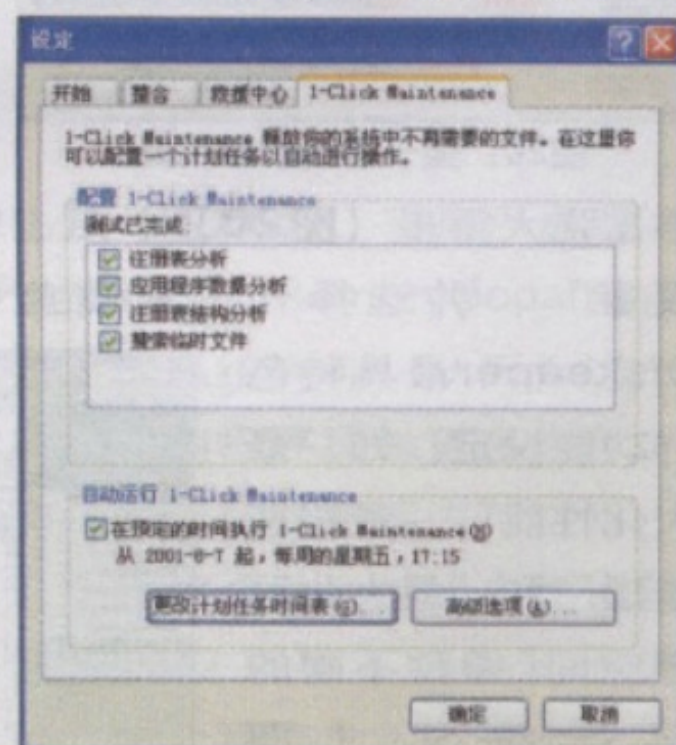 设定
开始 整合 救援中心 1-Click Maintenance
1-Click Maintenance 释放你的系统中不再需要的文件。在这里你
可以配置一个计划任务以自动进行操作。
配置 1-Click Maintenance
测试已完成:
注册表分析
应用程序数量分析
注册表结构分析
搜索临时文件
自动运行 1-Click Maintenance
在预定的时间执行 1-Click Maintenance(X)
从 2001-8-7 起，每周的星期五，17:15
更改计划任务时间表(G)... 高级选项(A)...
确定 取消